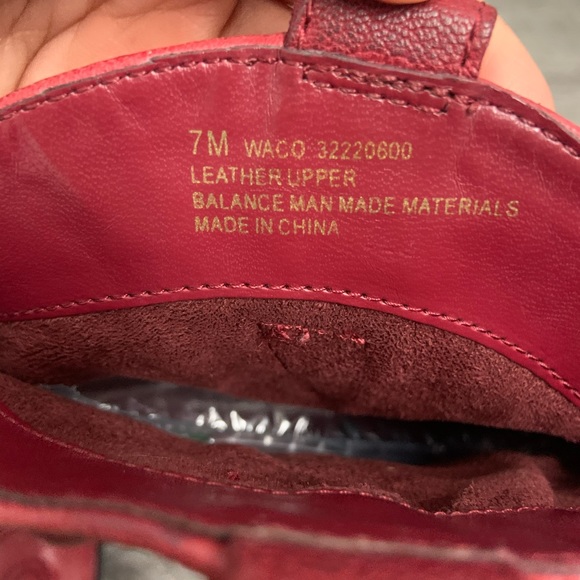 7M WACO 32220600
LEATHER UPPER
BALANCE MAN MADE MATERIALS
MADE IN CHINA